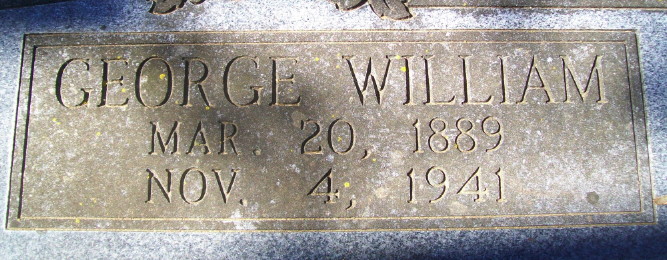 GEORGE WILLIAM
MAR. 20, 1889
NOV. 4, 1941